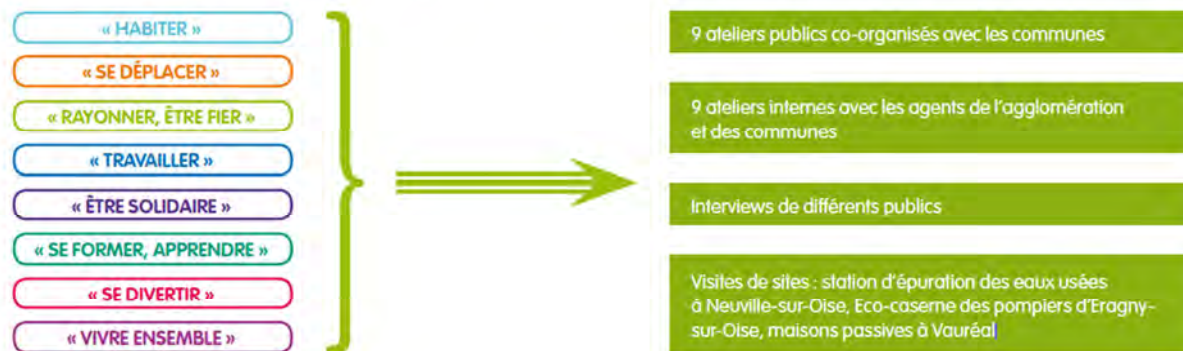 « HABITER »
« SE DÉPLACER »
« RAYONNER, ÊTRE FIER »
« TRAVAILLER »
« ÊTRE SOLIDAIRE »
« SE FORMER, APPRENDRE »
« SE DIVERTIR »
« VIVRE ENSEMBLE »
9 ateliers publics co-organisés avec les communes
9 ateliers internes avec les agents de l'agglomération
et des communes
Interviews de différents publics
Visites de sites : station d'épuration des eaux usées
à Neuville-sur-Oise, Eco-caserne des pompiers d'Eragny-
sur-Oise, maisons passives à Vauréal